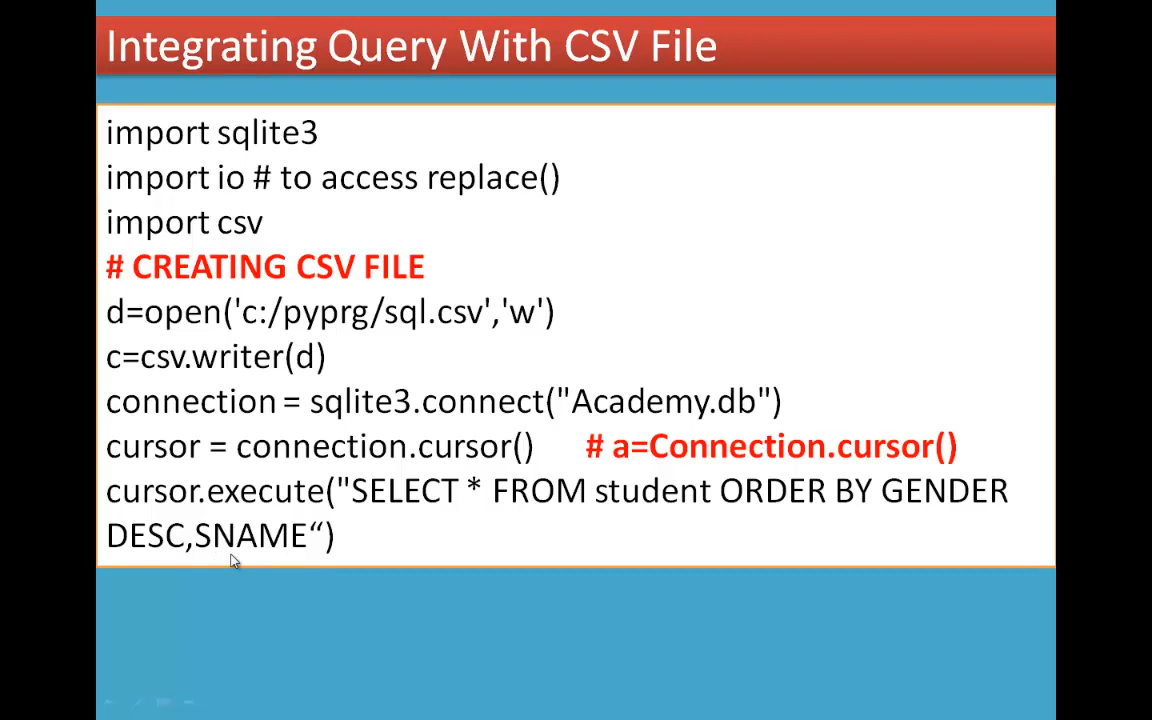 Integrating Query With CSV File
import sqlite3
import io # to access replace()
import csv
# CREATING CSV FILE
d=open('c:/pyprg/sql.csv','w')
c=csv.writer(d)
connection = sqlite3.connect("Academy.db")
cursor = connection.cursor() # a=Connection.cursor()
cursor.execute("SELECT * FROM student ORDER BY GENDER
DESC,SNAME“)